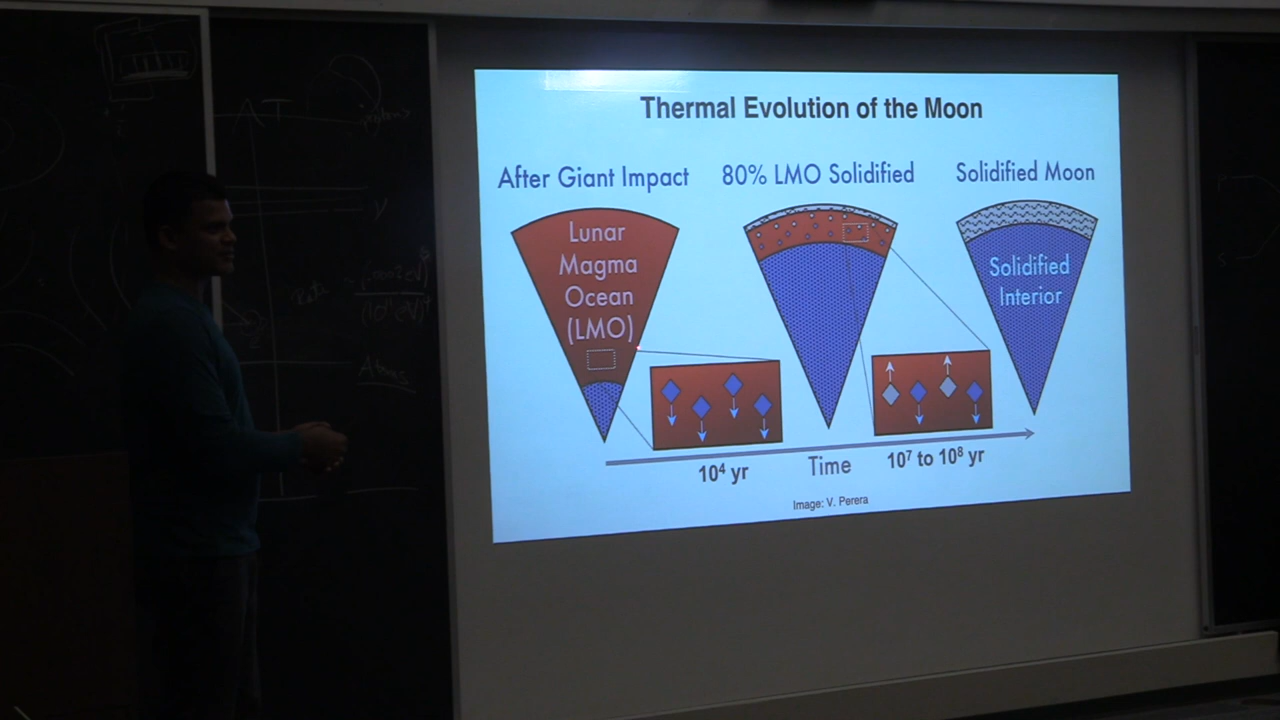 Thermal Evolution of the Moon
After Giant Impact
80% LMO Solidified
Solidified Moon
Lunar
Magma
Ocean
(LMO)
Solidified
Interior
10⁴ yr
Time
10⁷ to 10⁸ yr
Image: V. Perera